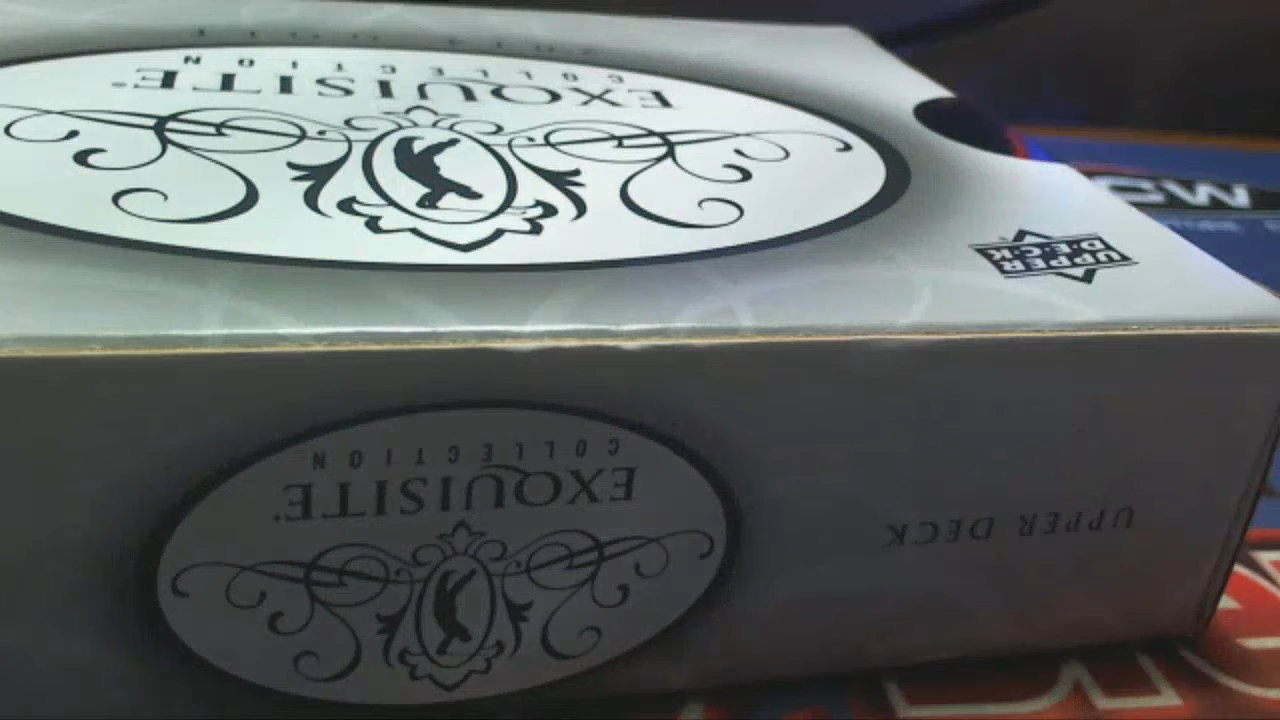 EXQUISITE®
COLLECTION
UPPER
DECK
EXQUISITE®
COLLECTION
UPPER DECK